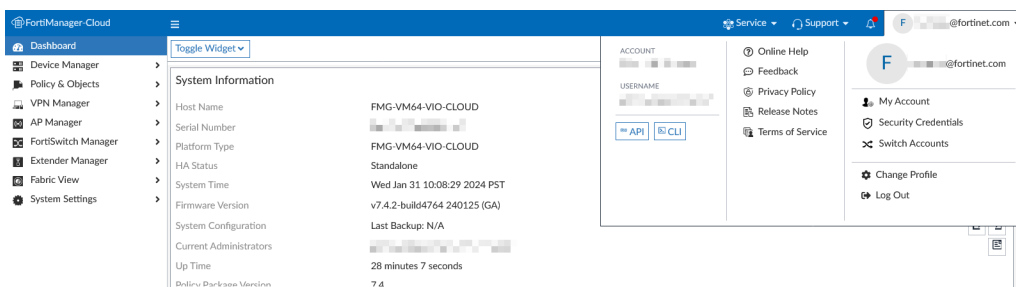 FortiManager-Cloud
Service
Support
F
@fortinet.com
Dashboard
Device Manager
Policy & Objects
VPN Manager
AP Manager
FortiSwitch Manager
Extender Manager
Fabric View
System Settings
Toggle Widget
System Information
Host Name FMG-VM64-VIO-CLOUD
Serial Number
Platform Type FMG-VM64-VIO-CLOUD
HA Status Standalone
System Time Wed Jan 31 10:08:29 2024 PST
Firmware Version v7.4.2-build4764 240125 (GA)
System Configuration Last Backup: N/A
Current Administrators
Up Time 28 minutes 7 seconds
Policy Package Version 7.4
ACCOUNT
USERNAME
API CLI
Online Help
Feedback
Privacy Policy
Release Notes
Terms of Service
F
@fortinet.com
My Account
Security Credentials
Switch Accounts
Change Profile
Log Out